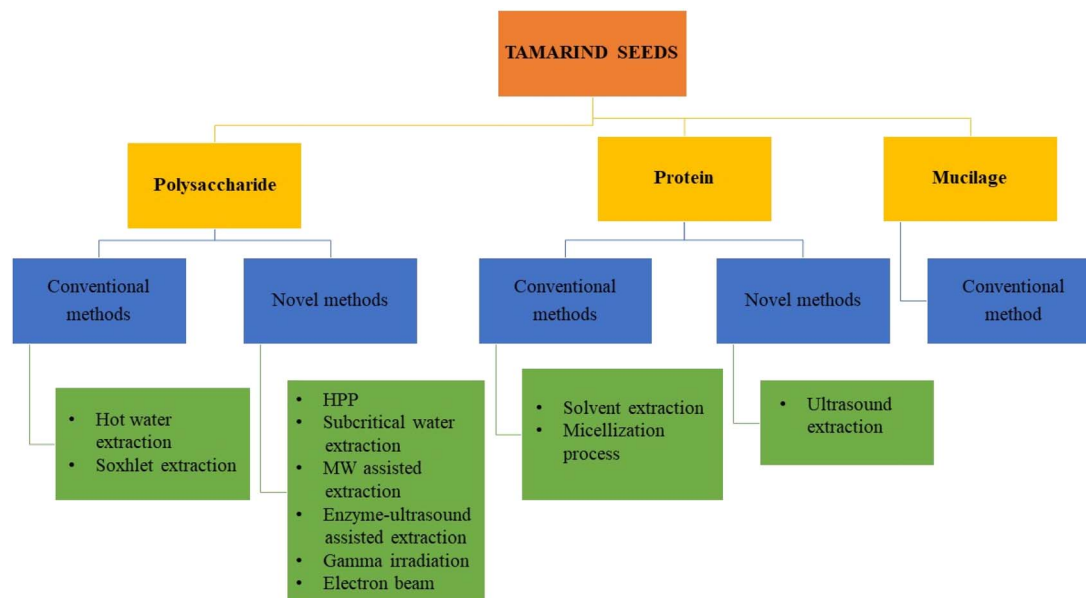 TAMARIND SEEDS
Polysaccharide
Protein
Mucilage
Conventional
methods
Novel methods
Conventional
methods
Novel methods
Conventional
method
• Hot water
extraction
• Soxhlet extraction
• HPP
• Subcritical water
extraction
• MW assisted
extraction
• Enzyme-ultrasound
assisted extraction
• Gamma irradiation
• Electron beam
• Solvent extraction
• Micellization
process
• Ultrasound
extraction